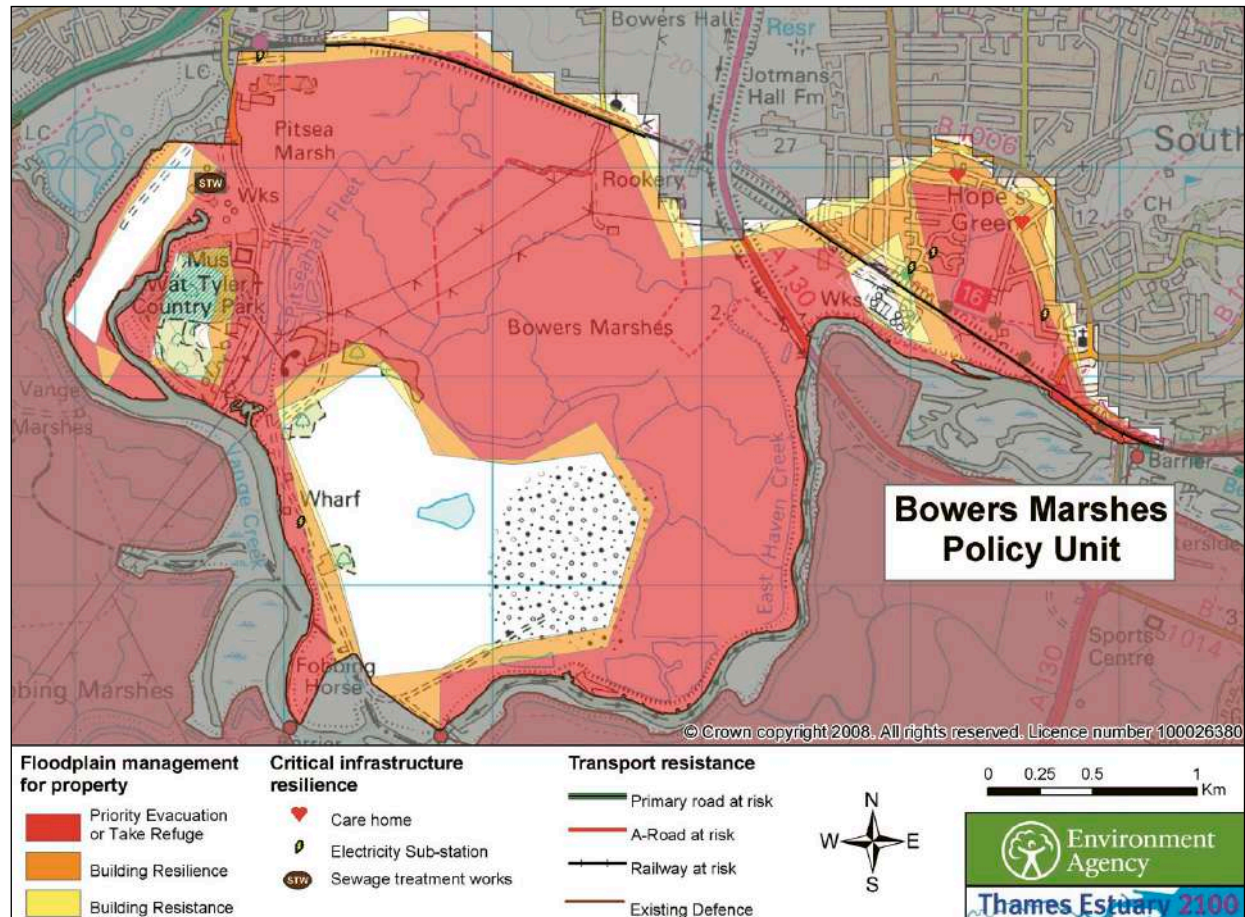 Bowers Hall
Resr
Jotmans
Hall Fm
LC
LC
Pitsea
Marsh
STW
Wks
Pitseahall Fleet
Rookery
Fm
27
B 1006
South
Hope's
Green
12
CH
Mus
Wat Tyler
Country Park
Bowers Marshes
2
A 130
Wks
16
Vange
Marshes
Vange Creek
Wharf
East Haven Creek
Barrier
Bowers Marshes
Policy Unit
Fobbing
Horse
bbing Marshes
Sports
Centre
A 130
B 1014
3
© Crown copyright 2008. All rights reserved. Licence number 100026380
Floodplain management
for property
Priority Evacuation
or Take Refuge
Building Resilience
Building Resistance
Critical infrastructure
resilience
Care home
Electricity Sub-station
STW
Sewage treatment works
Transport resistance
Primary road at risk
A-Road at risk
Railway at risk
Existing Defence
N
W
E
S
0 0.25 0.5 1
Km
Environment
Agency
Thames Estuary 2100